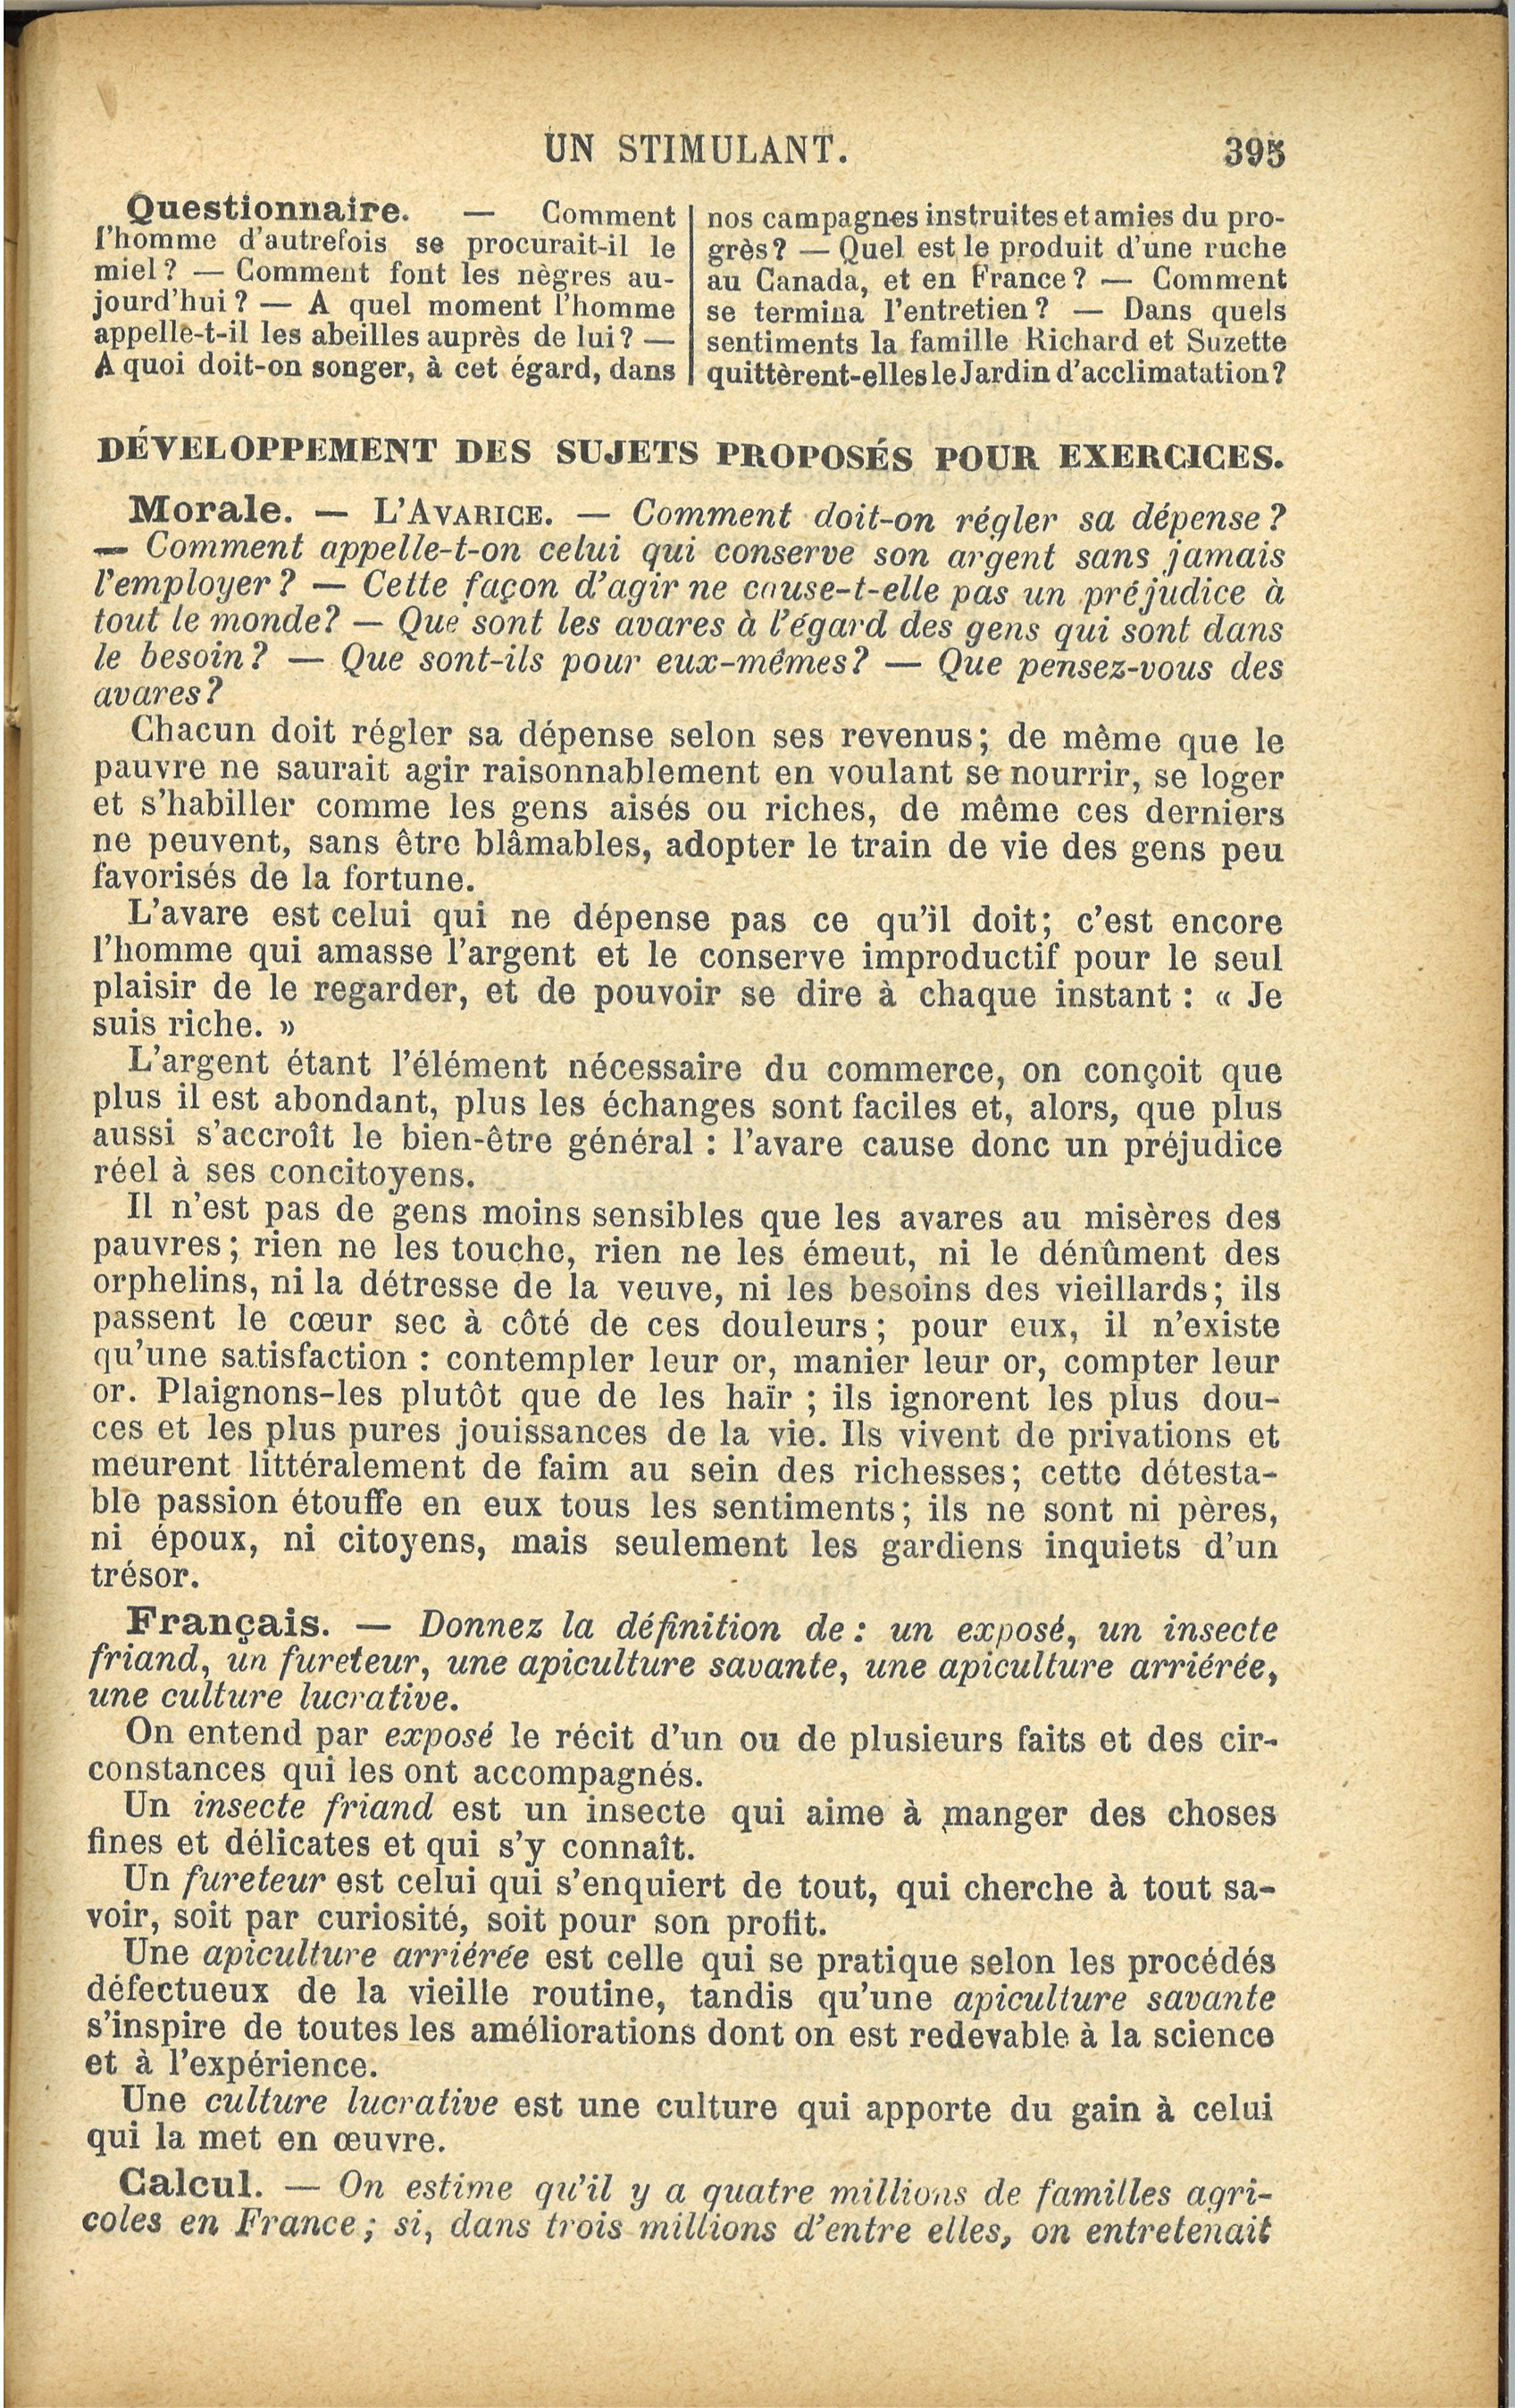 UN STIMULANT. 395
Questionnaire. — Comment
l'homme d'autrefois se procurait-il le
miel? — Comment font les nègres au-
jourd'hui? — A quel moment l'homme
appelle-t-il les abeilles auprès de lui? —
A quoi doit-on songer, à cet égard, dans
nos campagnes instruites et amies du pro-
grès? — Quel est le produit d'une ruche
au Canada, et en France? — Comment
se termina l'entretien? — Dans quels
sentiments la famille Richard et Suzette
quittèrent-elles le Jardin d'acclimatation?
DÉVELOPPEMENT DES SUJETS PROPOSÉS POUR EXERCICES.
Morale. — L'AVARICE. — Comment doit-on régler sa dépense?
— Comment appelle-t-on celui qui conserve son argent sans jamais
l'employer? — Cette façon d'agir ne cause-t-elle pas un préjudice à
tout le monde? — Que sont les avares à l'égard des gens qui sont dans
le besoin? — Que sont-ils pour eux-mêmes? — Que pensez-vous des
avares?
Chacun doit régler sa dépense selon ses revenus; de même que le
pauvre ne saurait agir raisonnablement en voulant se nourrir, se loger
et s'habiller comme les gens aisés ou riches, de même ces derniers
ne peuvent, sans être blâmables, adopter le train de vie des gens peu
favorisés de la fortune.
L'avare est celui qui ne dépense pas ce qu'il doit; c'est encore
l'homme qui amasse l'argent et le conserve improductif pour le seul
plaisir de le regarder, et de pouvoir se dire à chaque instant : « Je
suis riche. »
L'argent étant l'élément nécessaire du commerce, on conçoit que
plus il est abondant, plus les échanges sont faciles et, alors, que plus
aussi s'accroît le bien-être général : l'avare cause donc un préjudice
réel à ses concitoyens.
Il n'est pas de gens moins sensibles que les avares au misères des
pauvres; rien ne les touche, rien ne les émeut, ni le dénûment des
orphelins, ni la détresse de la veuve, ni les besoins des vieillards; ils
passent le cœur sec à côté de ces douleurs; pour eux, il n'existe
qu'une satisfaction : contempler leur or, manier leur or, compter leur
or. Plaignons-les plutôt que de les haïr ; ils ignorent les plus dou-
ces et les plus pures jouissances de la vie. Ils vivent de privations et
meurent littéralement de faim au sein des richesses; cette détesta-
ble passion étouffe en eux tous les sentiments; ils ne sont ni pères,
ni époux, ni citoyens, mais seulement les gardiens inquiets d'un
trésor.
Français. — Donnez la définition de : un exposé, un insecte
friand, un fureteur, une apiculture savante, une apiculture arriérée,
une culture lucrative.
On entend par exposé le récit d'un ou de plusieurs faits et des cir-
constances qui les ont accompagnés.
Un insecte friand est un insecte qui aime à manger des choses
fines et délicates et qui s'y connaît.
Un fureteur est celui qui s'enquiert de tout, qui cherche à tout sa-
voir, soit par curiosité, soit pour son profit.
Une apiculture arriérée est celle qui se pratique selon les procédés
défectueux de la vieille routine, tandis qu'une apiculture savante
s'inspire de toutes les améliorations dont on est redevable à la science
et à l'expérience.
Une culture lucrative est une culture qui apporte du gain à celui
qui la met en œuvre.
Calcul. — On estime qu'il y a quatre millions de familles agri-
coles en France; si, dans trois millions d'entre elles, on entretenait